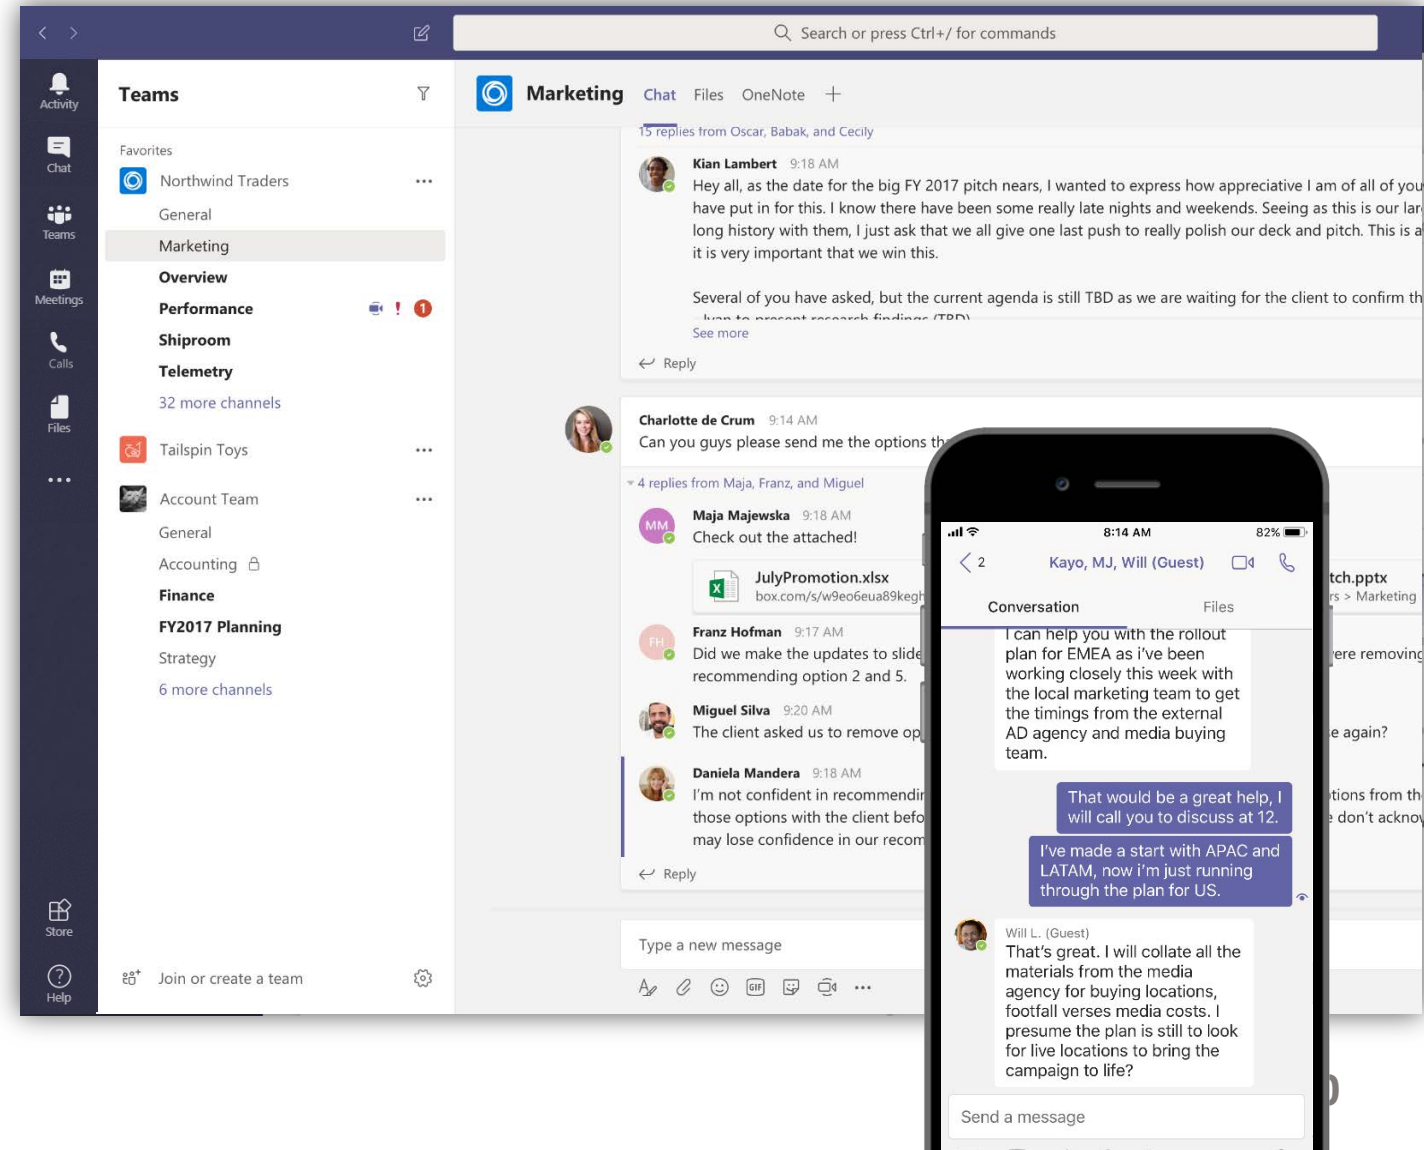 Search or press Ctrl+/ for commands
Activity
Chat
Teams
Meetings
Calls
Files
Store
Help
Teams
Favorites
Northwind Traders
General
Marketing
Overview
Performance
! 1
Shiproom
Telemetry
32 more channels
Tailspin Toys
Account Team
General
Accounting
Finance
FY2017 Planning
Strategy
6 more channels
Join or create a team
Marketing Chat Files OneNote +
15 replies from Oscar, Babak, and Cecily
Kian Lambert 9:18 AM
Hey all, as the date for the big FY 2017 pitch nears, I wanted to express how appreciative I am of all of you
have put in for this. I know there have been some really late nights and weekends. Seeing as this is our lar
long history with them, I just ask that we all give one last push to really polish our deck and pitch. This is a
it is very important that we win this.
Several of you have asked, but the current agenda is still TBD as we are waiting for the client to confirm th
- Ivan to present research findings (TBD)
See more
Reply
Charlotte de Crum 9:14 AM
Can you guys please send me the options th
4 replies from Maja, Franz, and Miguel
MM
Maja Majewska 9:18 AM
Check out the attached!
JulyPromotion.xlsx
box.com/s/w9eo6eua89kegh
tch.pptx
rs > Marketing
FH
Franz Hofman 9:17 AM
Did we make the updates to slide
ere removing
recommending option 2 and 5.
Miguel Silva 9:20 AM
The client asked us to remove op
e again?
Daniela Mandera 9:18 AM
I'm not confident in recommendin
tions from th
those options with the client befo
don't acknow
may lose confidence in our recom
Reply
Type a new message
GIF
8:14 AM
82%
2
Kayo, MJ, Will (Guest)
Conversation Files
I can help you with the rollout
plan for EMEA as i've been
working closely this week with
the local marketing team to get
the timings from the external
AD agency and media buying
team.
That would be a great help, I
will call you to discuss at 12.
I've made a start with APAC and
LATAM, now i'm just running
through the plan for US.
Will L. (Guest)
That's great. I will collate all the
materials from the media
agency for buying locations,
footfall verses media costs. I
presume the plan is still to look
for live locations to bring the
campaign to life?
Send a message